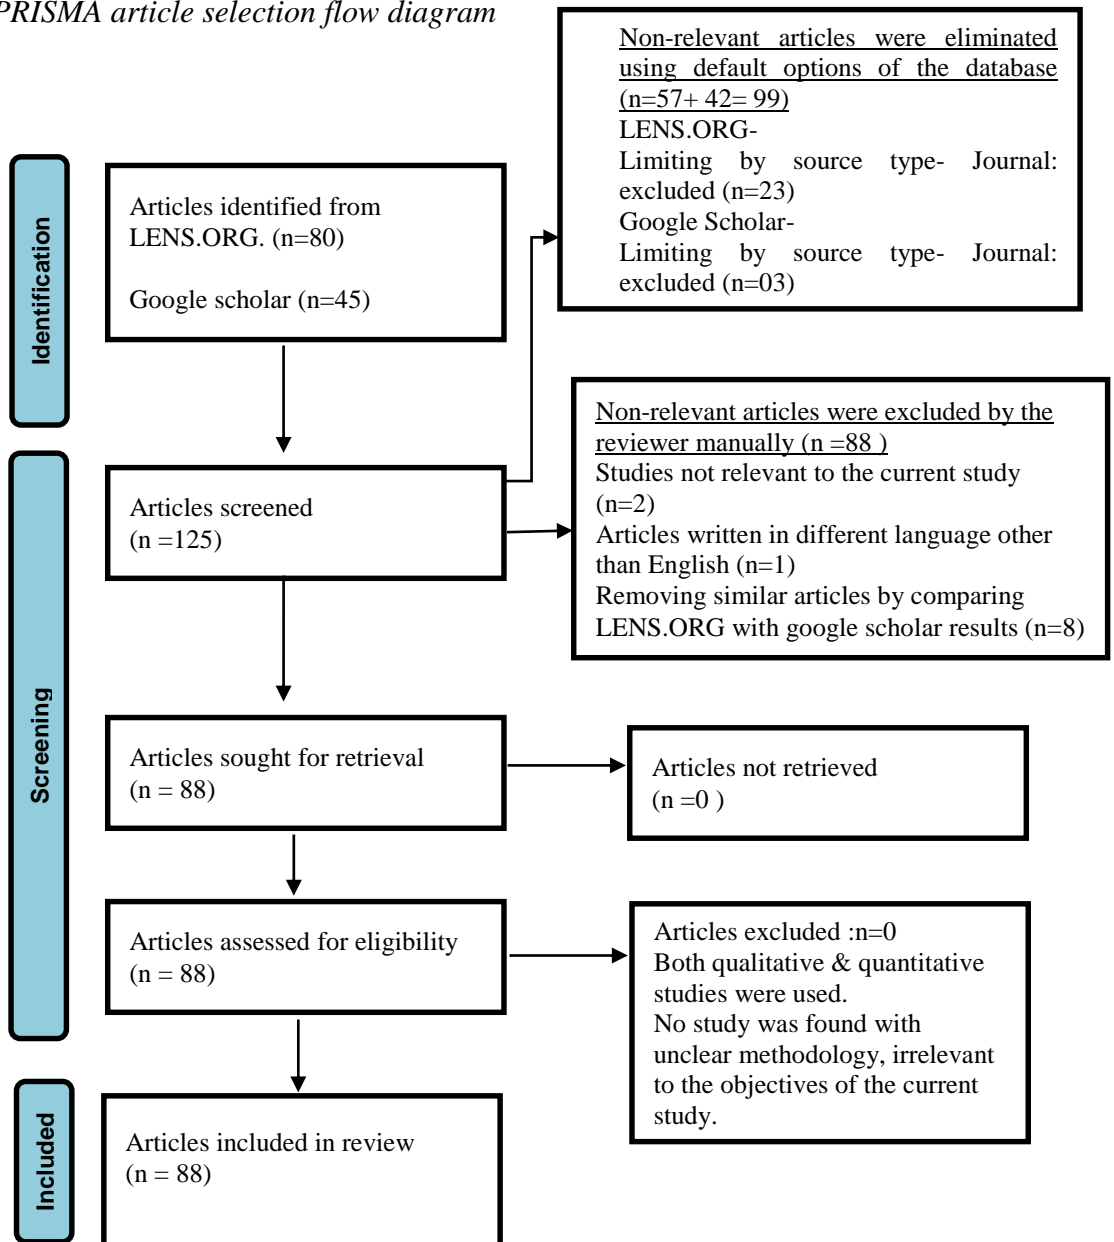 PRISMA article selection flow diagram
Non-relevant articles were eliminated
using default options of the database
(n=57+ 42= 99)
LENS.ORG-
Limiting by source type- Journal:
excluded (n=23)
Google Scholar-
Limiting by source type- Journal:
excluded (n=03)
Identification
Articles identified from
LENS.ORG. (n=80)
Google scholar (n=45)
Non-relevant articles were excluded by the
reviewer manually (n =88 )
Studies not relevant to the current study
(n=2)
Articles written in different language other
than English (n=1)
Removing similar articles by comparing
LENS.ORG with google scholar results (n=8)
Screening
Articles screened
(n =125)
Articles sought for retrieval
(n = 88)
Articles not retrieved
(n =0 )
Articles assessed for eligibility
(n = 88)
Articles excluded :n=0
Both qualitative & quantitative
studies were used.
No study was found with
unclear methodology, irrelevant
to the objectives of the current
study.
Included
Articles included in review
(n = 88)